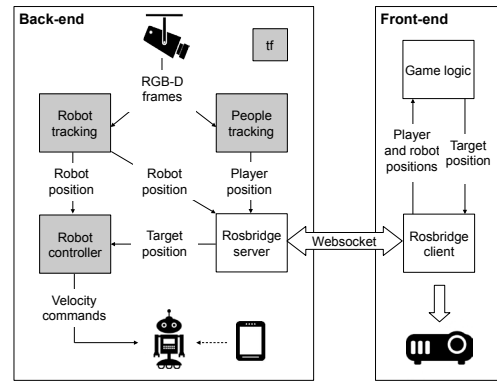 Back-end
tf
RGB-D
frames
Robot
tracking
People
tracking
Robot
position
Robot
position
Player
position
Robot
controller
Target
position
Rosbridge
server
Velocity
commands
Websocket
Front-end
Game logic
Player
and robot
positions
Target
position
Rosbridge
client